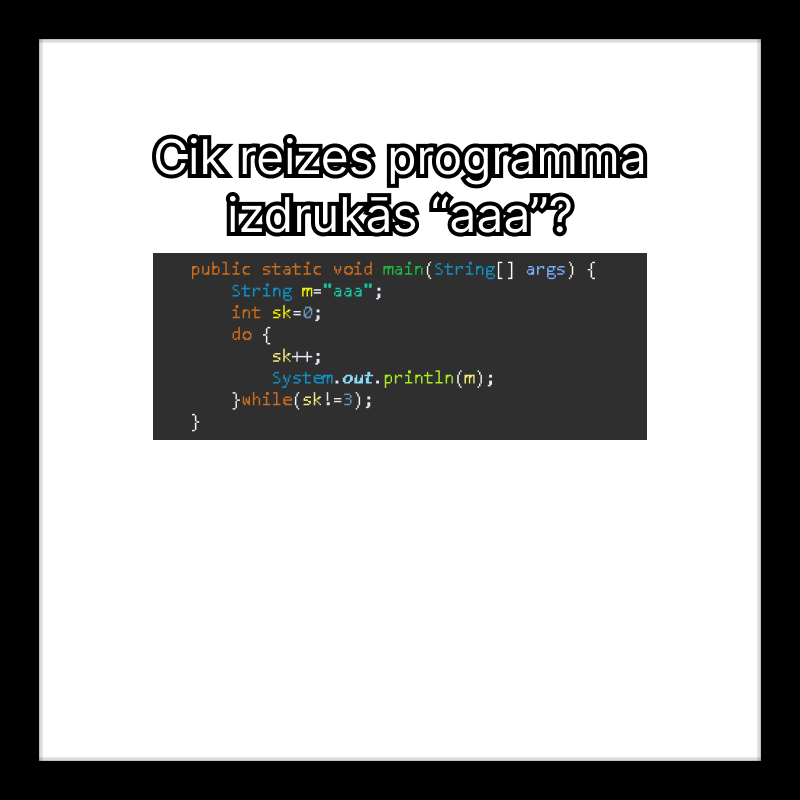 Cik reizes programma
izdrukās “aaa”?
public static void main(String[] args) {
String m="aaa";
int sk=0;
do {
sk++;
System.out.println(m);
}while(sk!=3);
}